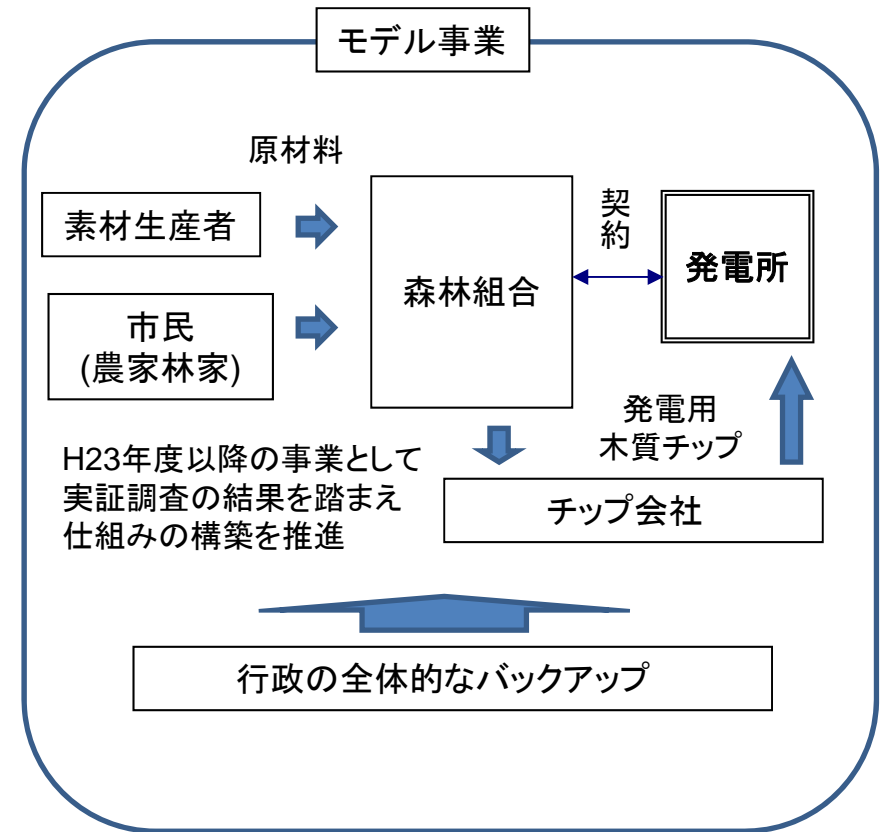 モデル事業
原材料
素材生産者
市民
(農家林家)
森林組合
契約
発電所
発電用
木質チップ
チップ会社
H23年度以降の事業として
実証調査の結果を踏まえ
仕組みの構築を推進
行政の全体的なバックアップ